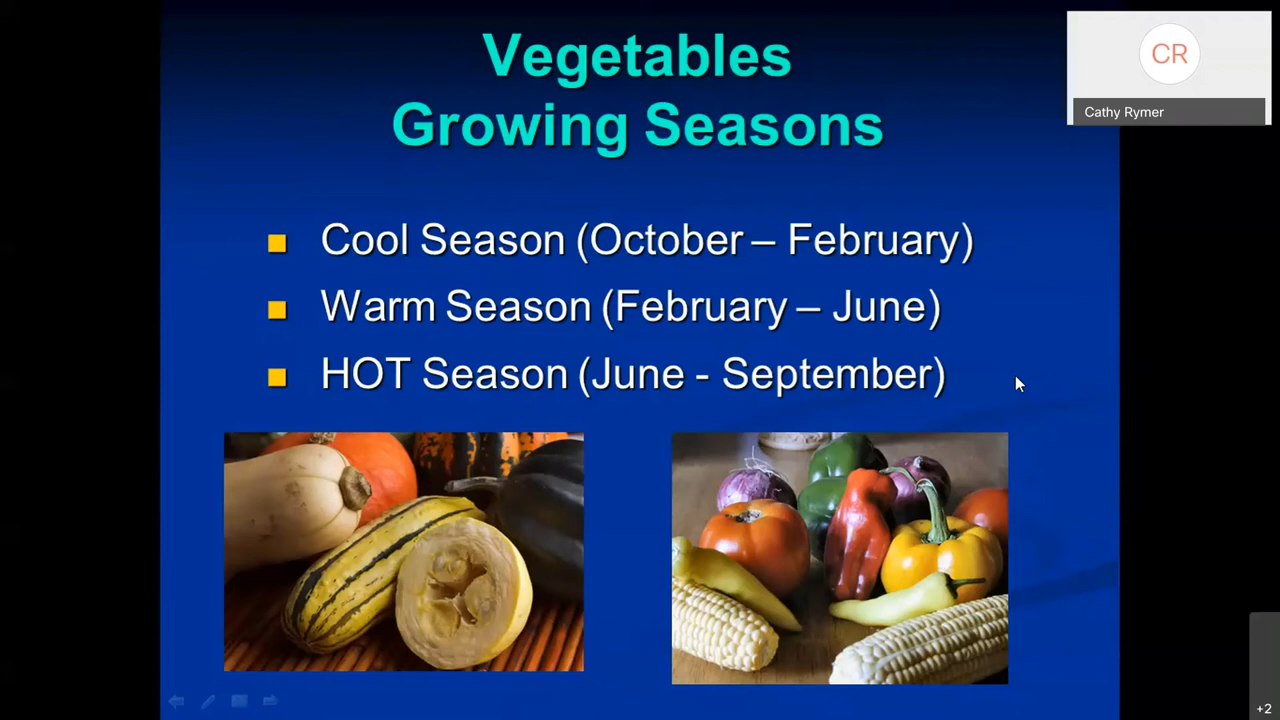 Vegetables
Growing Seasons
CR
Cathy Rymer
Cool Season (October – February)
Warm Season (February – June)
HOT Season (June - September)
+2